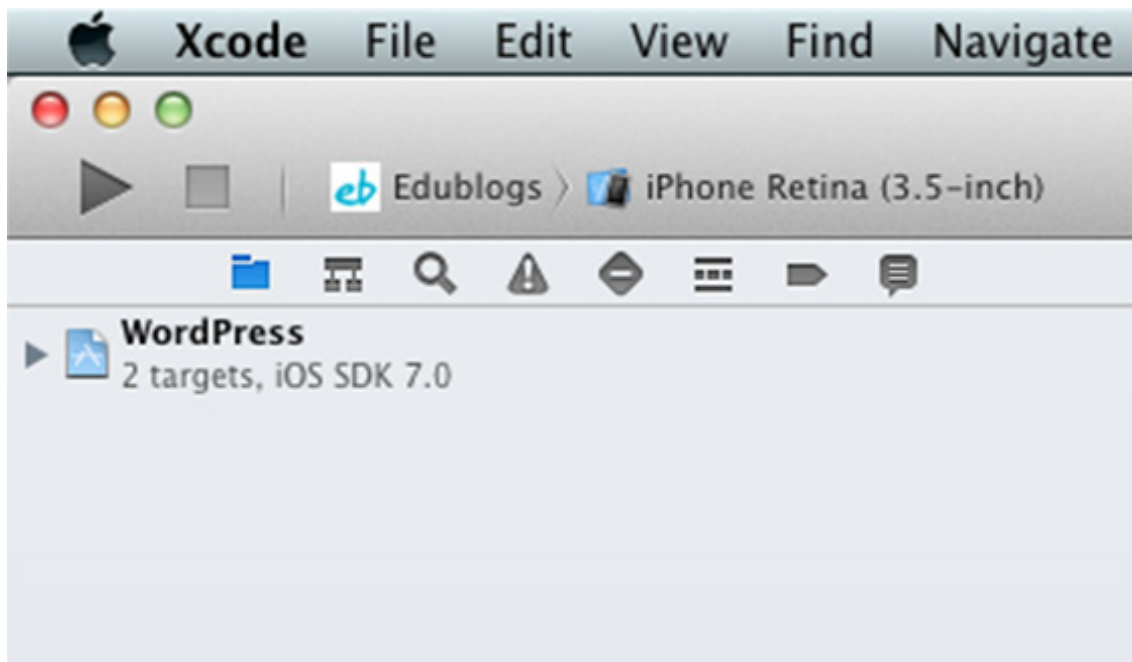 Xcode File Edit View Find Navigate
eb Edublogs iPhone Retina (3.5-inch)
WordPress
2 targets, iOS SDK 7.0